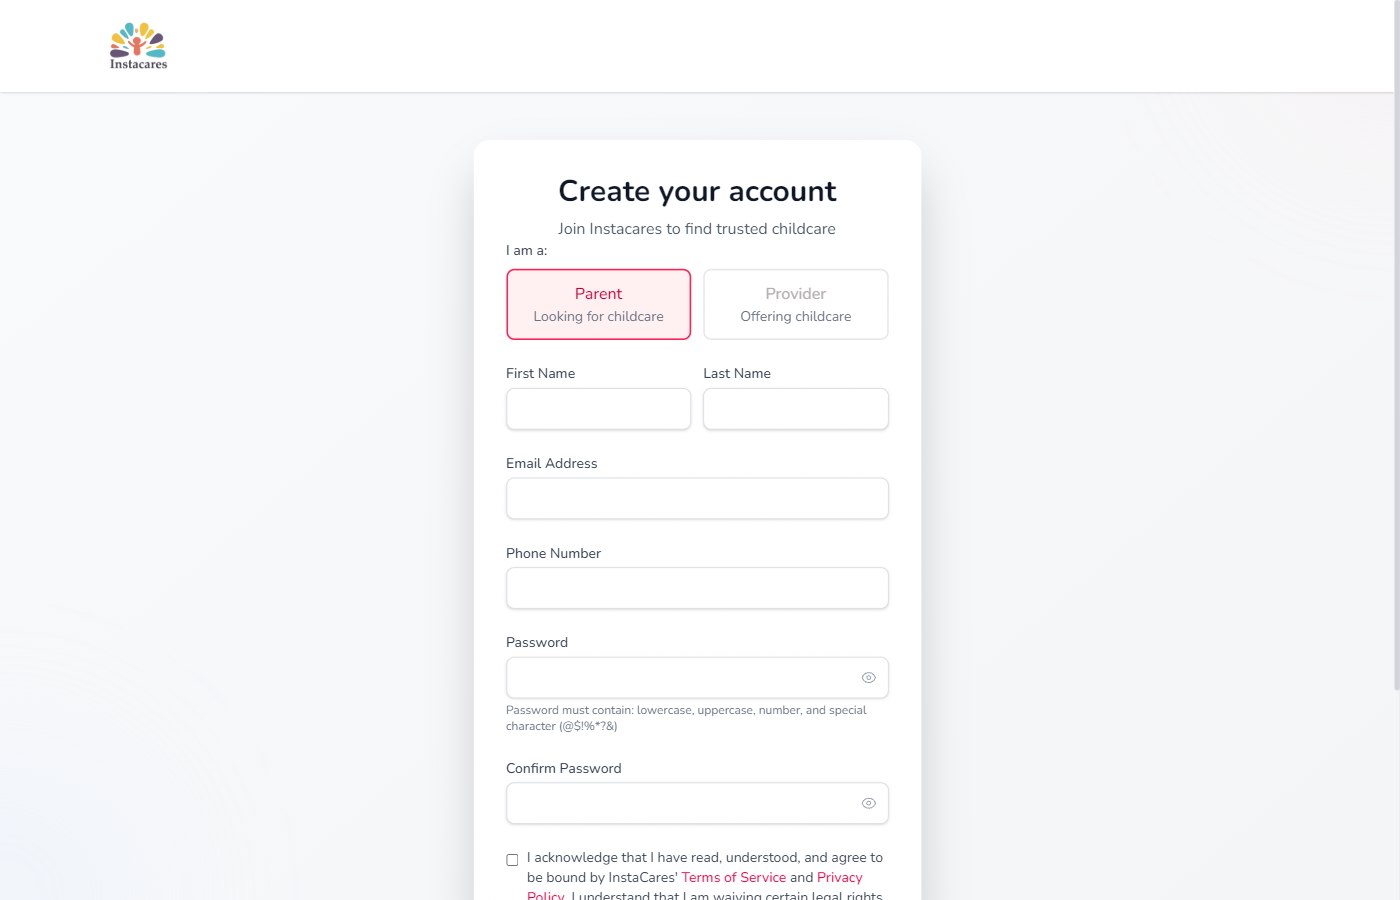 Instacares
Create your account
Join Instacares to find trusted childcare
I am a:
Parent
Looking for childcare
Provider
Offering childcare
First Name
Last Name
Email Address
Phone Number
Password
Password must contain: lowercase, uppercase, number, and special
character (@$!%*?&)
Confirm Password
I acknowledge that I have read, understood, and agree to
be bound by InstaCares' Terms of Service and Privacy
Policy. I understand that I am waiving certain legal rights,